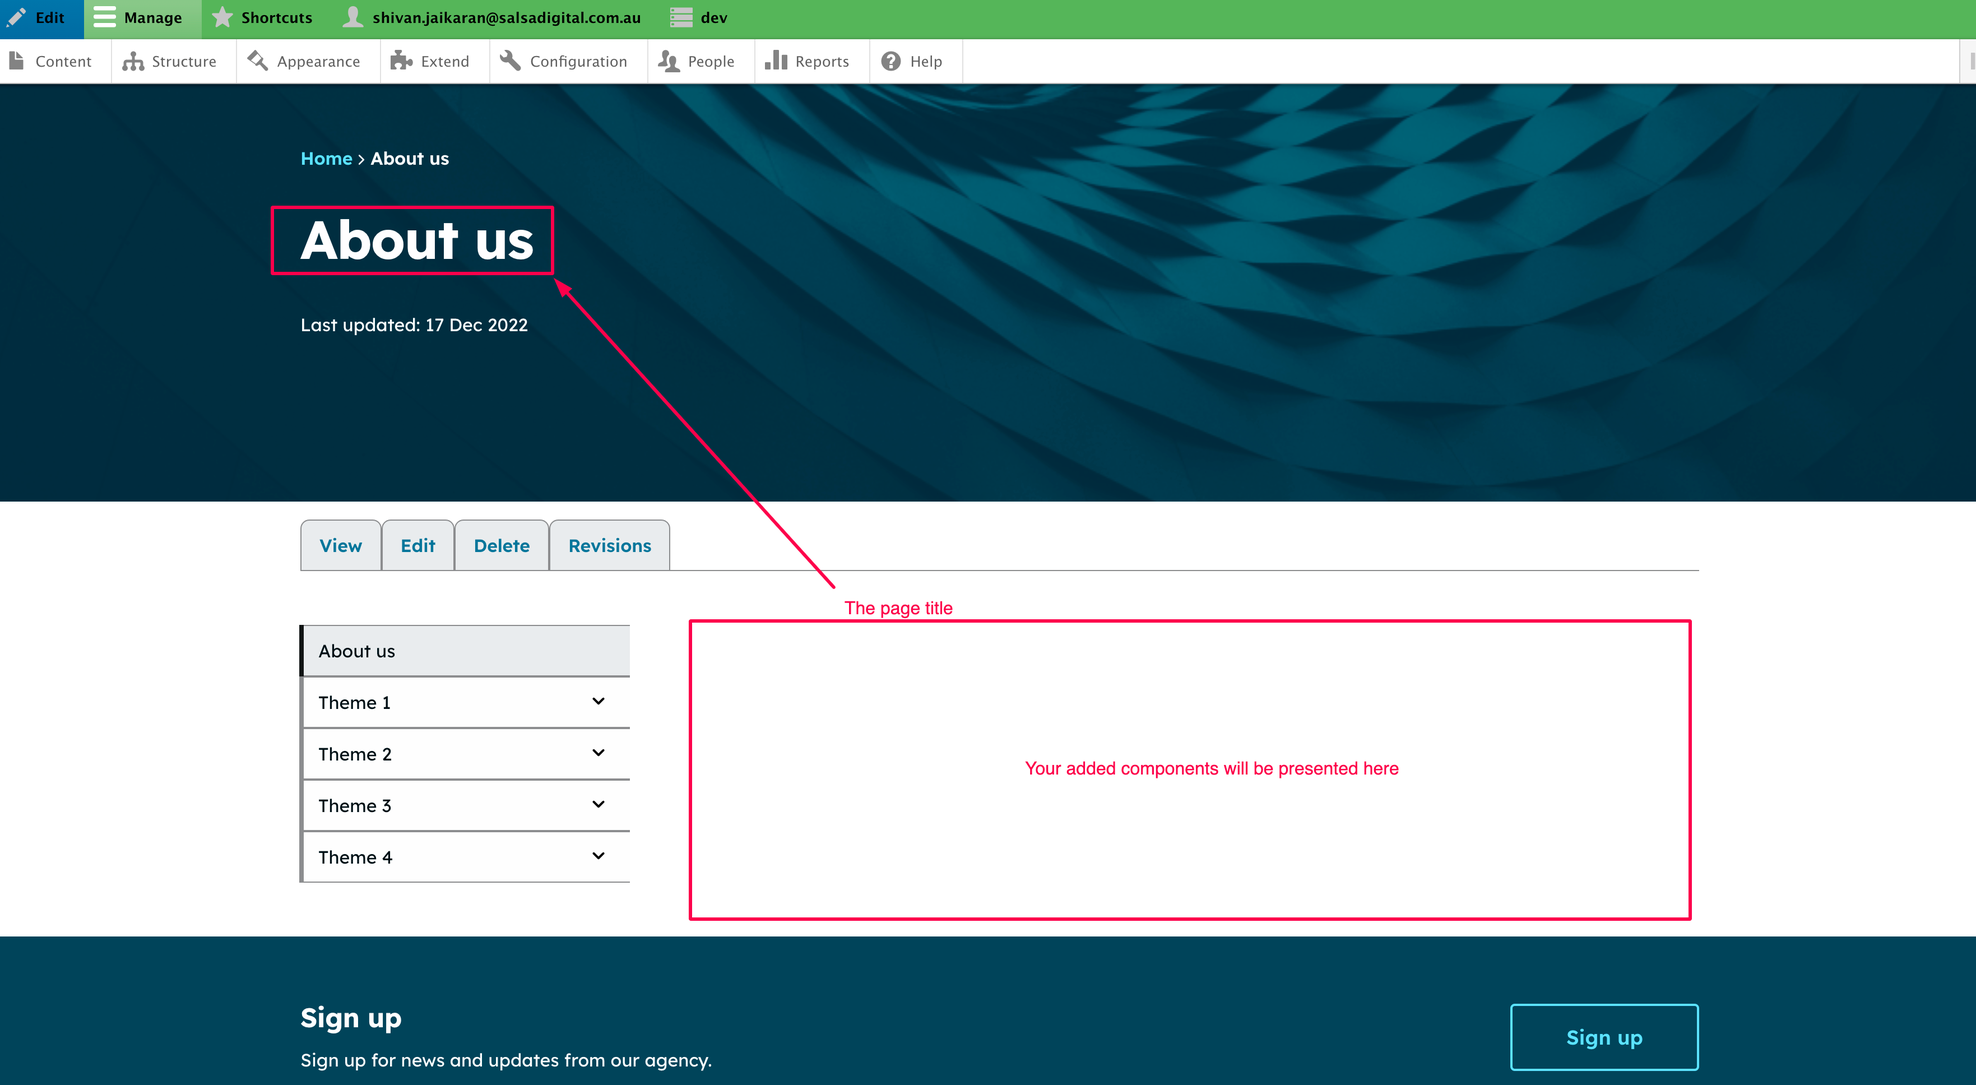 Edit Manage Shortcuts shivan.jaikaran@salsadigital.com.au dev
Content Structure Appearance Extend Configuration People Reports Help
Home › About us
About us
Last updated: 17 Dec 2022
View Edit Delete Revisions
The page title
About us
Theme 1
Theme 2
Theme 3
Theme 4
Your added components will be presented here
Sign up
Sign up for news and updates from our agency.
Sign up